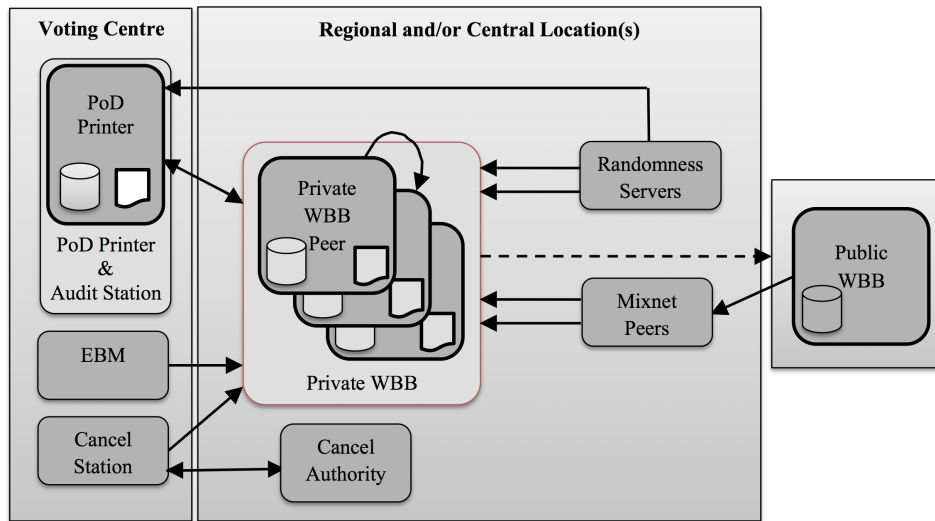 Voting Centre
Regional and/or Central Location(s)
PoD
Printer
PoD Printer
&
Audit Station
EBM
Cancel
Station
Private
WBB
Peer
Private WBB
Cancel
Authority
Randomness
Servers
Mixnet
Peers
Public
WBB